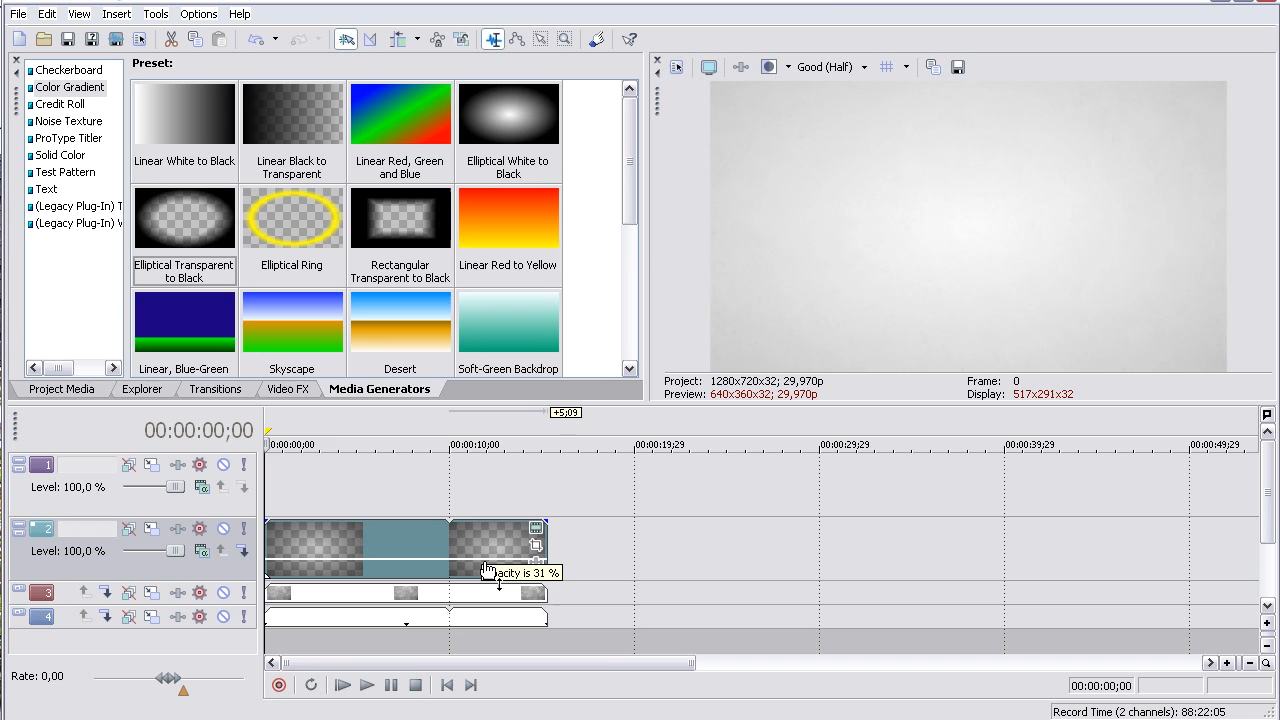 File Edit View Insert Tools Options Help
Preset:
Checkerboard
Color Gradient
Credit Roll
Noise Texture
ProType Titler
Solid Color
Test Pattern
Text
(Legacy Plug-In) T
(Legacy Plug-In) V
Linear White to Black
Linear Black to
Transparent
Linear Red, Green
and Blue
Elliptical White to
Black
Elliptical Transparent
to Black
Elliptical Ring
Rectangular
Transparent to Black
Linear Red to Yellow
Linear, Blue-Green
Skyscape
Desert
Soft-Green Backdrop
Good (Half)
Project: 1280x720x32; 29,970p
Frame: 0
Preview: 640x360x32; 29,970p
Display: 517x291x32
Project Media Explorer Transitions Video FX Media Generators
+5;09
00:00:00;00
0:00:00;00 00:00:10;00 00:00:19;29 00:00:29;29 00:00:39;29 00:00:49;29
1
Level: 100,0 %
2
Level: 100,0 %
acity is 31 %
3
4
Rate: 0,00
00:00:00;00
Record Time (2 channels): 88:22:05